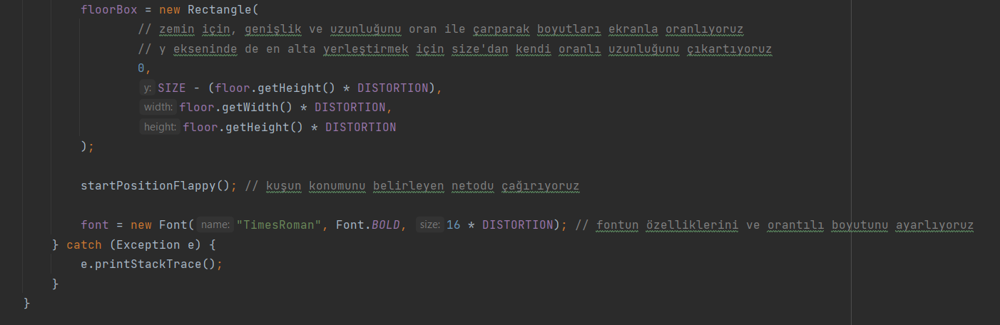 floorBox = new Rectangle(
// zemin için, genişlik ve uzunluğunu oran ile çarparak boyutları ekranla oranlıyoruz
// y ekseninde de en alta yerleştirmek için size'dan kendi oranlı uzunluğunu çıkartıyoruz
0,
y: SIZE - (floor.getHeight() * DISTORTION),
width: floor.getWidth() * DISTORTION,
height: floor.getHeight() * DISTORTION
);
startPositionFlappy(); // kuşun konumunu belirleyen netodu çağırıyoruz
font = new Font( name: "TimesRoman", Font.BOLD, size: 16 * DISTORTION); // fontun özelliklerini ve orantılı boyutunu ayarlıyoruz
} catch (Exception e) {
e.printStackTrace();
}
}